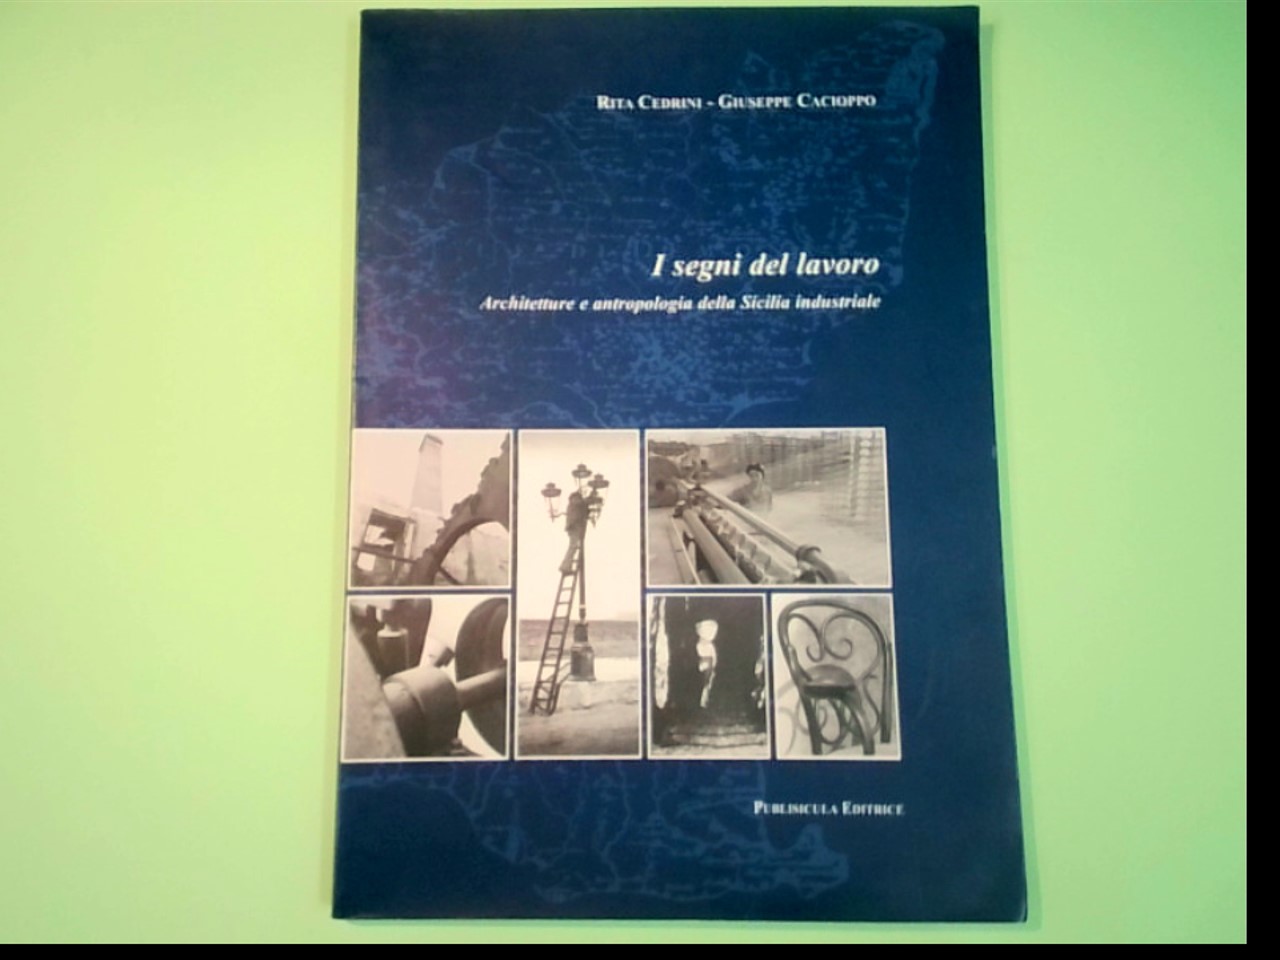 RITA CEDRINI - GIUSEPPE CACIOPPO
I segni del lavoro
Architetture e antropologia della Sicilia industriale
PUBLISICULA EDITRICE